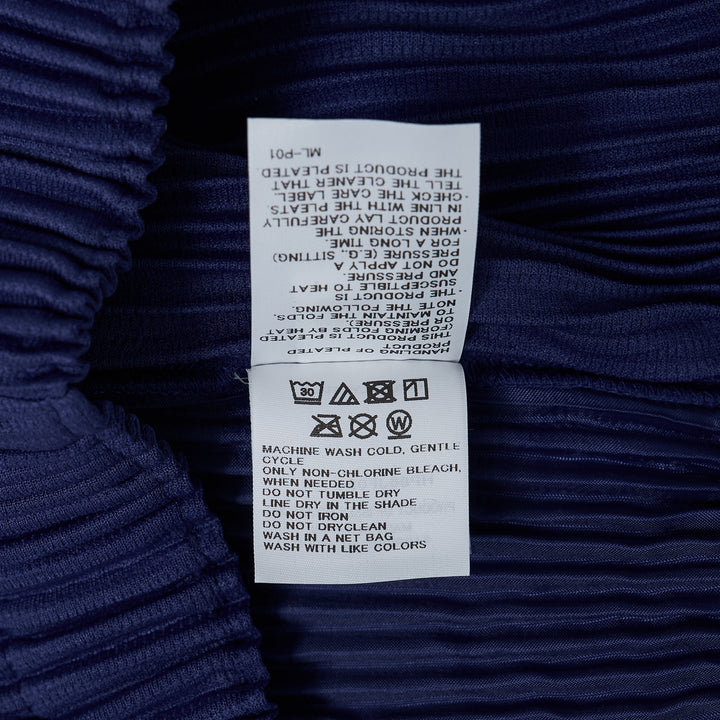 HANDLING OF PLEATED
PRODUCT
THIS PRODUCT IS PLEATED
(FORMING FOLDS BY HEAT
OR PRESSURE)
TO MAINTAIN THE FOLDS.
NOTE THE FOLLOWING.
·THE PRODUCT IS
SUSCEPTIBLE TO HEAT
AND PRESSURE.
DO NOT APPLY A
PRESSURE (E.G., SITTING)
FOR A LONG TIME.
·WHEN STORING THE
PRODUCT LAY CAREFULLY
IN LINE WITH THE PLEATS.
·CHECK THE CARE LABEL.
TELL THE CLEANER THAT
THE PRODUCT IS PLEATED
ML-P01
30
W
MACHINE WASH COLD, GENTLE
CYCLE
ONLY NON-CHLORINE BLEACH,
WHEN NEEDED
DO NOT TUMBLE DRY
LINE DRY IN THE SHADE
DO NOT IRON
DO NOT DRYCLEAN
WASH IN A NET BAG
WASH WITH LIKE COLORS